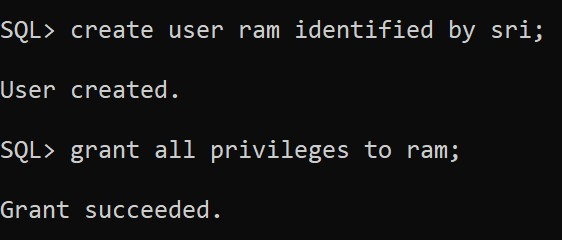 SQL> create user ram identified by sri;
User created.
SQL> grant all privileges to ram;
Grant succeeded.